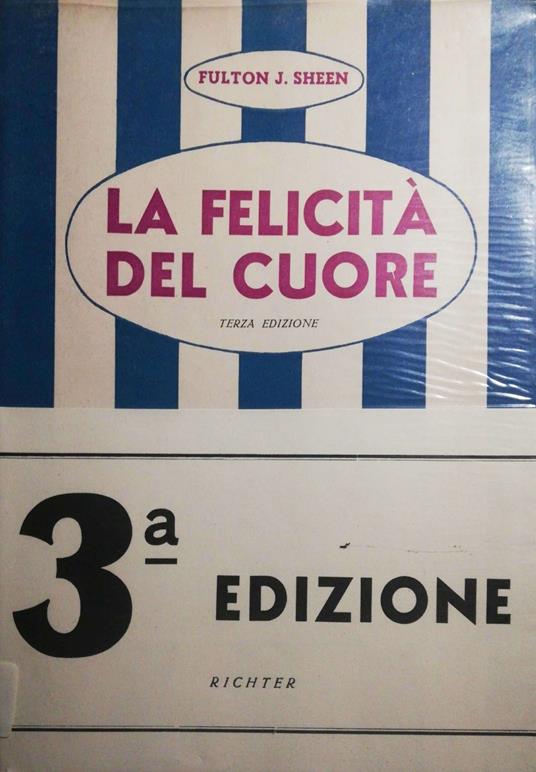 FULTON J. SHEEN
LA FELICITÀ
DEL CUORE
TERZA EDIZIONE
3ª
EDIZIONE
RICHTER